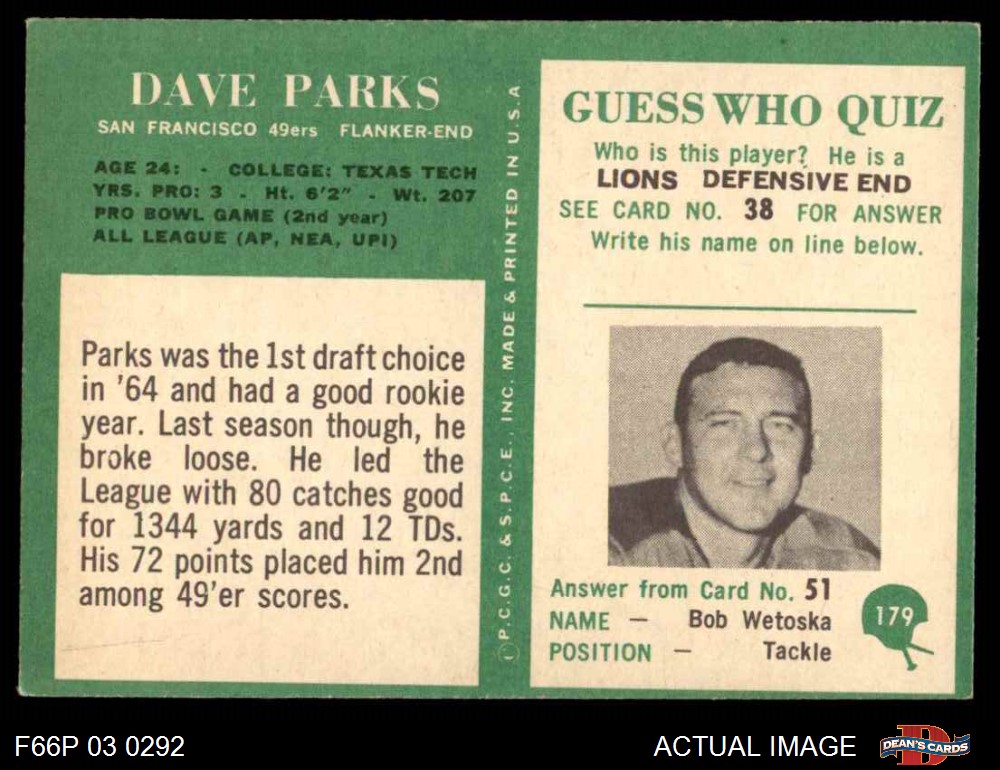 DAVE PARKS
SAN FRANCISCO 49ers FLANKER-END
AGE 24: - COLLEGE: TEXAS TECH
YRS. PRO: 3 - Ht. 6'2" - Wt. 207
PRO BOWL GAME (2nd year)
ALL LEAGUE (AP, NEA, UPI)
Parks was the 1st draft choice
in '64 and had a good rookie
year. Last season though, he
broke loose. He led the
League with 80 catches good
for 1344 yards and 12 TDs.
His 72 points placed him 2nd
among 49'er scores.
Ⓒ P.C.G.C. & S.P.C.E., INC. MADE & PRINTED IN U.S.A
GUESS WHO QUIZ
Who is this player? He is a
LIONS DEFENSIVE END
SEE CARD NO. 38 FOR ANSWER
Write his name on line below.
Answer from Card No. 51
NAME — Bob Wetoska
POSITION — Tackle
179
F66P 03 0292
ACTUAL IMAGE
D
DEAN'S CARDS